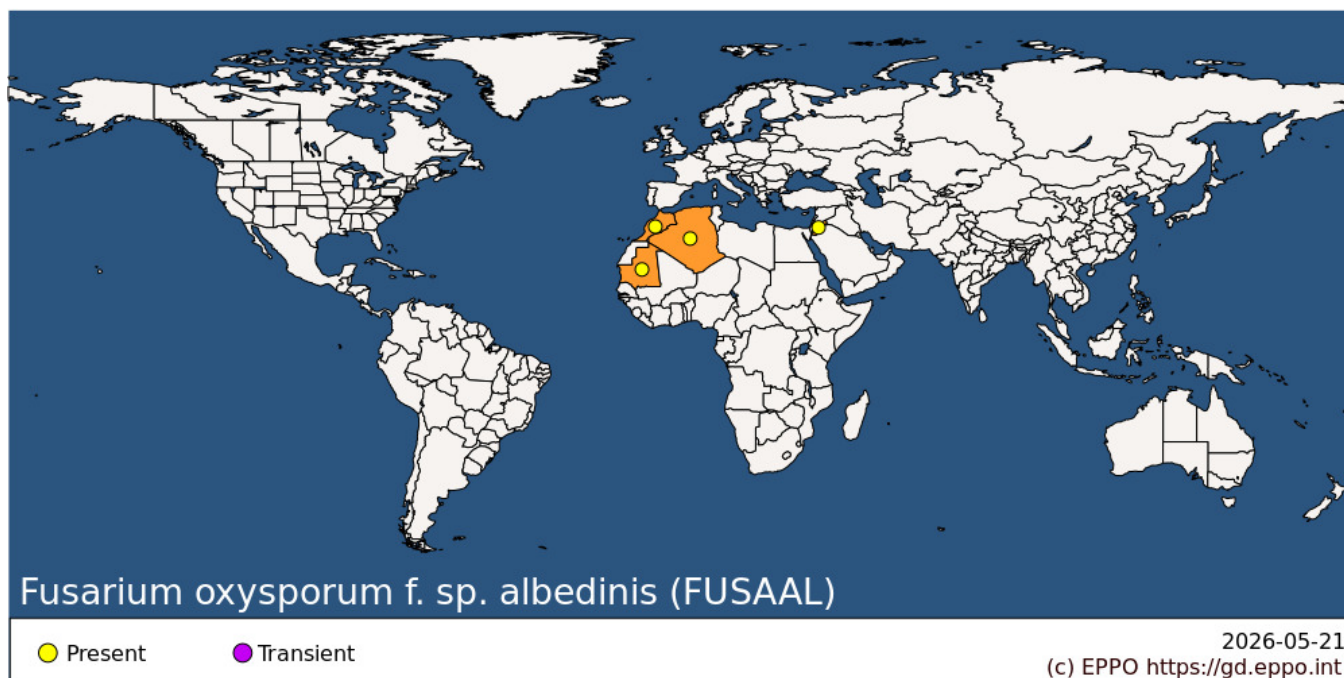 Fusarium oxysporum f. sp. albedinis (FUSAAL)
Present
Transient
2026-05-21
(c) EPPO https://gd.eppo.int